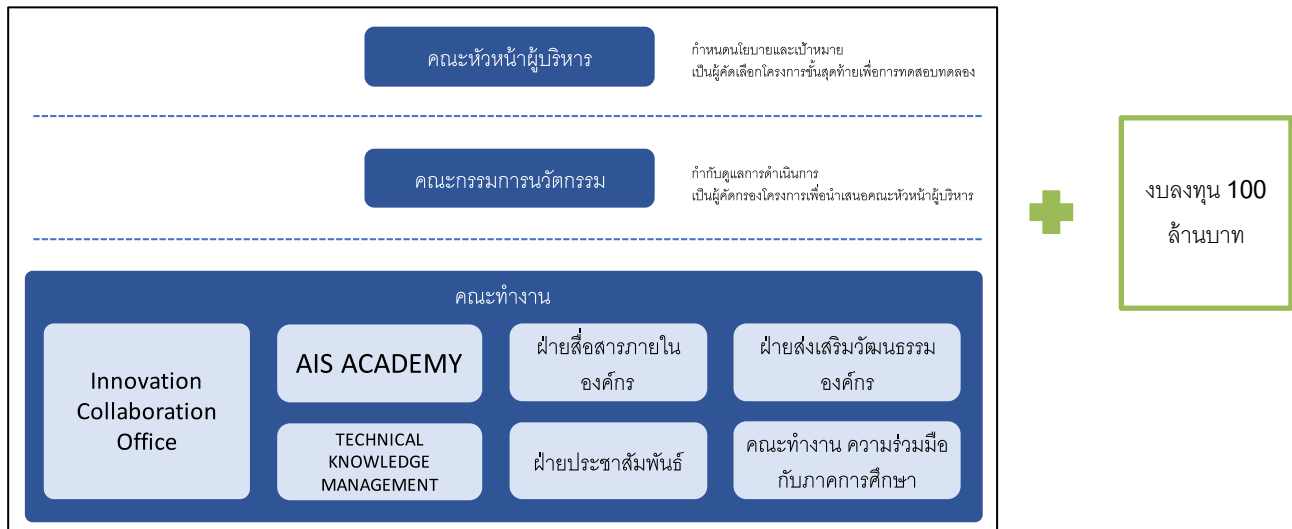 คณะหัวหน้าผู้บริหาร
กำหนดนโยบายและเป้าหมาย
เป็นผู้คัดเลือกโครงการขั้นสุดท้ายเพื่อการทดสอบทดลอง
คณะกรรมการนวัตกรรม
กำกับดูแลการดำเนินการ
เป็นผู้คัดกรองโครงการเพื่อนำเสนอคณะหัวหน้าผู้บริหาร
งบลงทุน 100
ล้านบาท
คณะทำงาน
Innovation
Collaboration
Office
AIS ACADEMY
ฝ่ายสื่อสารภายใน
องค์กร
ฝ่ายส่งเสริมวัฒนธรรม
องค์กร
TECHNICAL
KNOWLEDGE
MANAGEMENT
ฝ่ายประชาสัมพันธ์
คณะทำงาน ความร่วมมือ
กับภาคการศึกษา